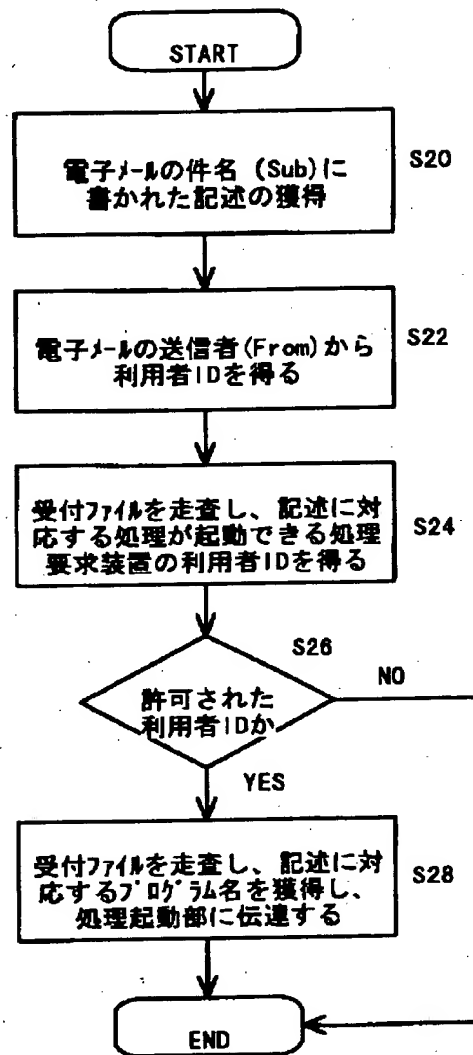 START
電子メールの件名 (Sub)に
書かれた記述の獲得
S20
電子メールの送信者(From)から
利用者IDを得る
S22
受付ファイルを走査し、記述に対
応する処理が起動できる処理
要求装置の利用者IDを得る
S24
S26
許可された
利用者IDか
NO
YES
受付ファイルを走査し、記述に対
応するプログラム名を獲得し、
処理起動部に伝達する
S28
END